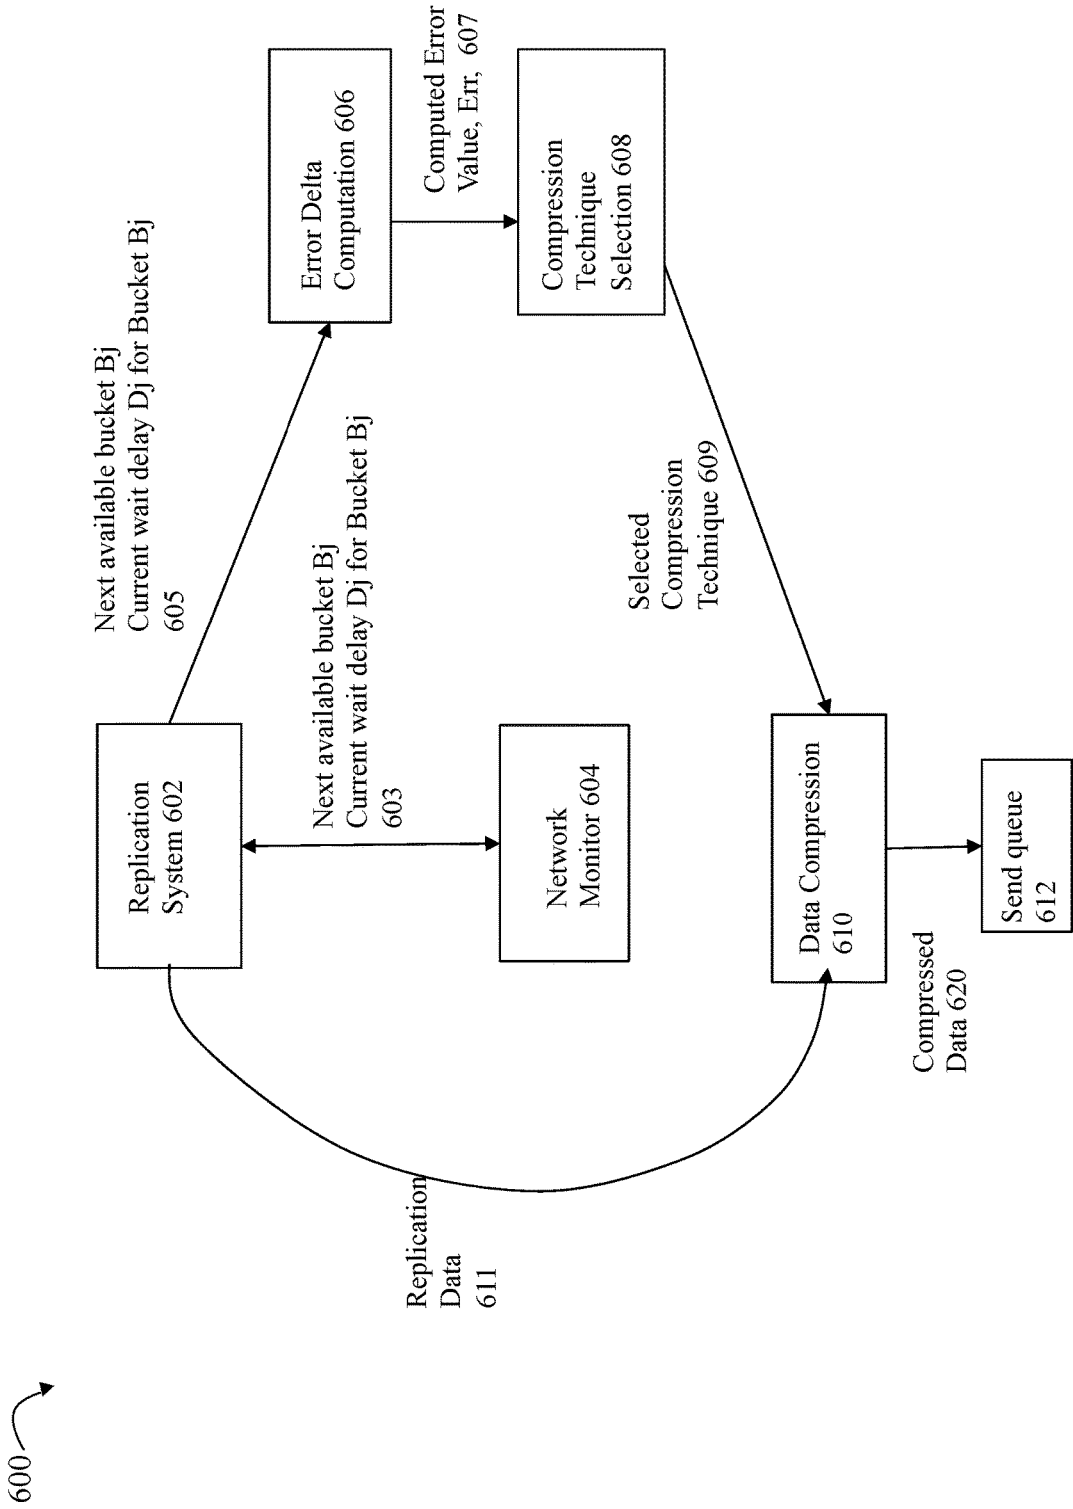 600
Replication
System 602
Next available bucket Bj
Current wait delay Dj for Bucket Bj
605
Error Delta
Computation 606
Next available bucket Bj
Current wait delay Dj for Bucket Bj
603
Computed Error
Value, Err, 607
Network
Monitor 604
Compression
Technique
Selection 608
Replication
Data
611
Selected
Compression
Technique 609
Data Compression
610
Compressed
Data 620
Send queue
612